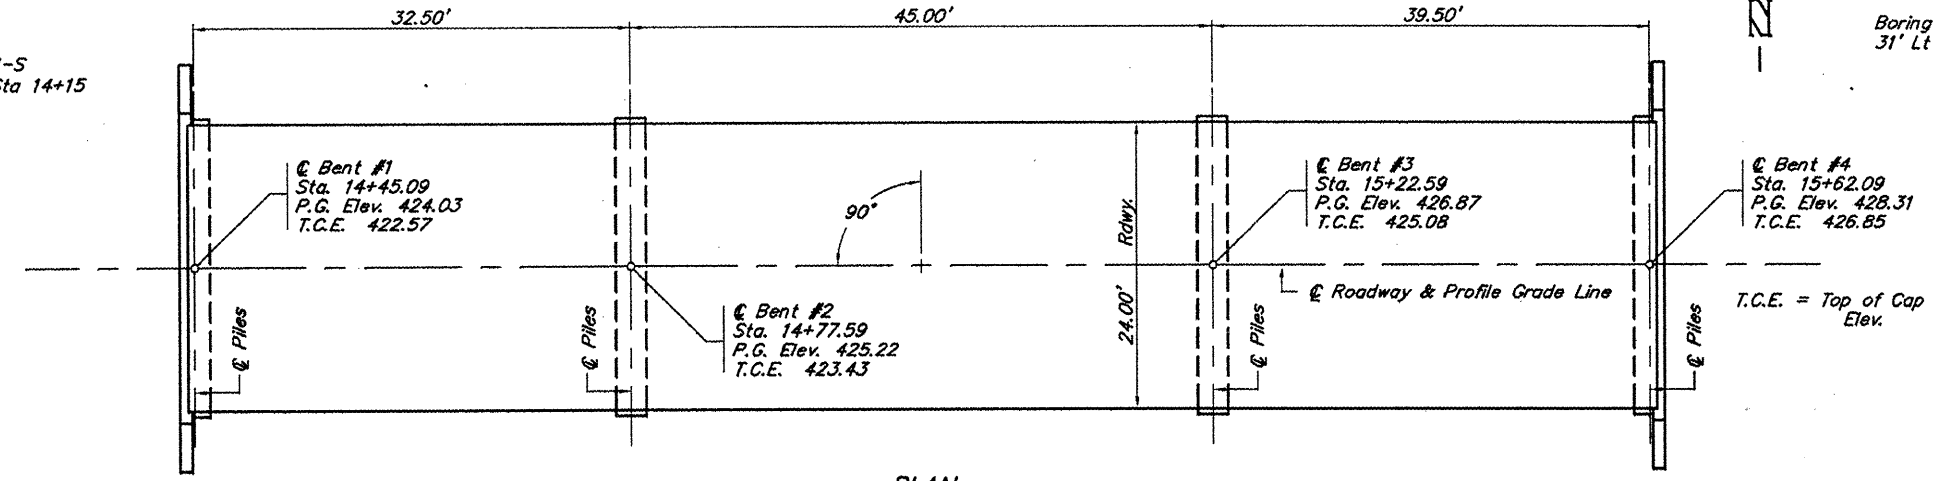 32.50'
45.00'
39.50'
N
Boring
31' Lt
-S
Sta 14+15
℄ Bent #1
Sta. 14+45.09
P.G. Elev. 424.03
T.C.E. 422.57
90°
Rdwy.
24.00'
℄ Bent #3
Sta. 15+22.59
P.G. Elev. 426.87
T.C.E. 425.08
℄ Bent #4
Sta. 15+62.09
P.G. Elev. 428.31
T.C.E. 426.85
℄ Roadway & Profile Grade Line
T.C.E. = Top of Cap
Elev.
℄ Bent #2
Sta. 14+77.59
P.G. Elev. 425.22
T.C.E. 423.43
℄ Piles
℄ Piles
℄ Piles
℄ Piles
PLAN